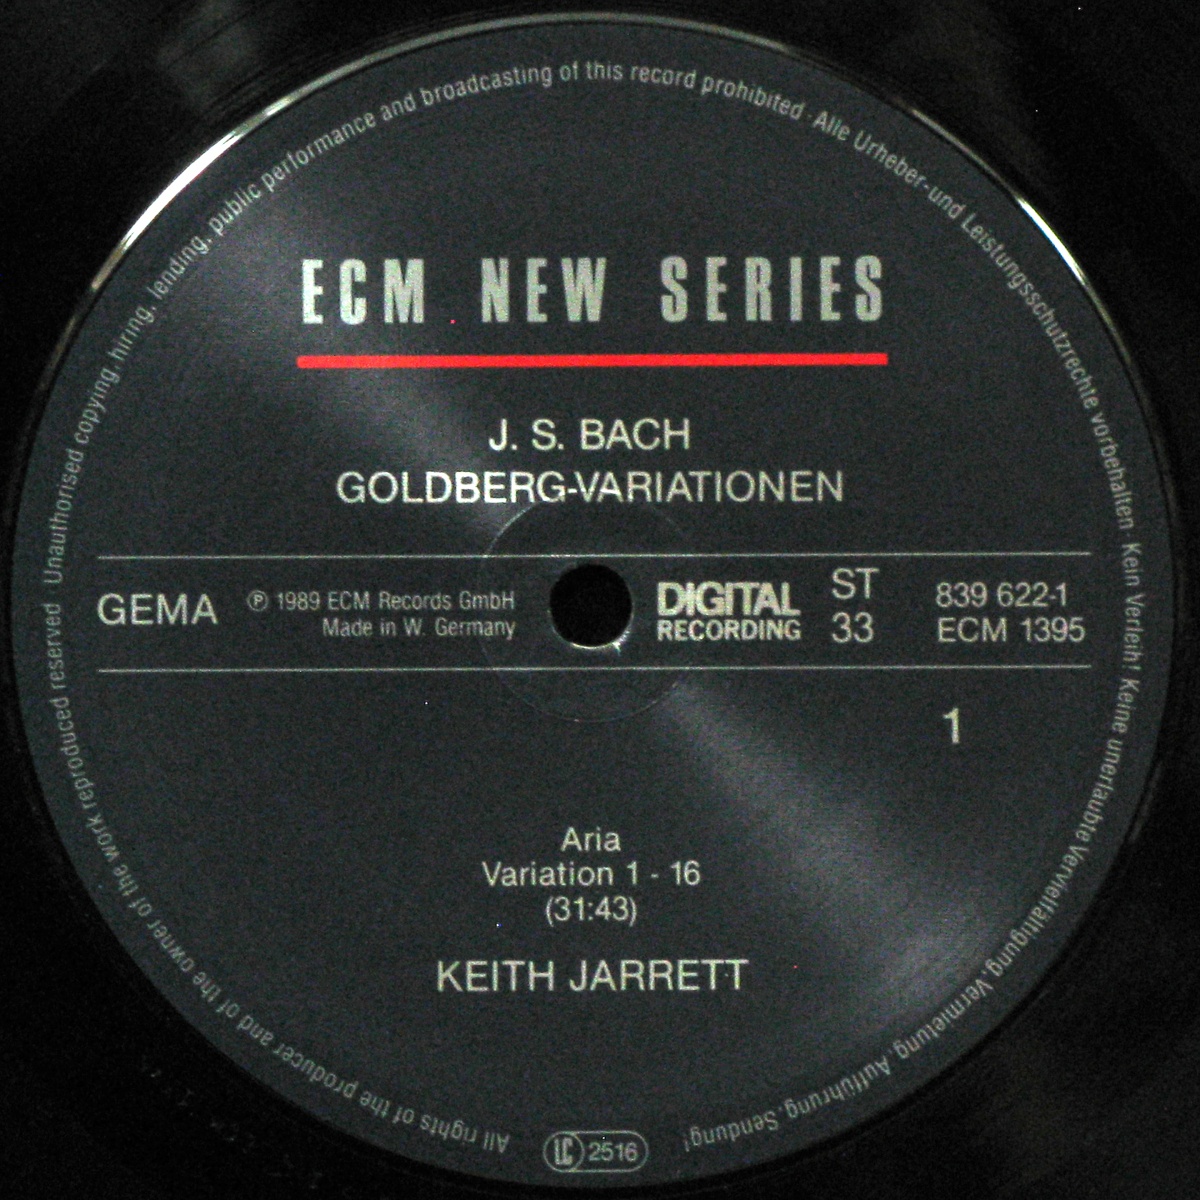 ECM NEW SERIES
J. S. BACH
GOLDBERG-VARIATIONEN
GEMA
℗ 1989 ECM Records GmbH
Made in W. Germany
DIGITAL
RECORDING
ST
33
839 622-1
ECM 1395
1
Aria
Variation 1 - 16
(31:43)
KEITH JARRETT
All rights of the producer and of the owner of the work reproduced reserved · Unauthorised copying, hiring, lending, public performance and broadcasting of this record prohibited · Alle Urheber- und Leistungsschutzrechte vorbehalten · Kein Verleih! Keine unerlaubte Vervielfältigung, Vermietung, Aufführung, Sendung!
LC 2516